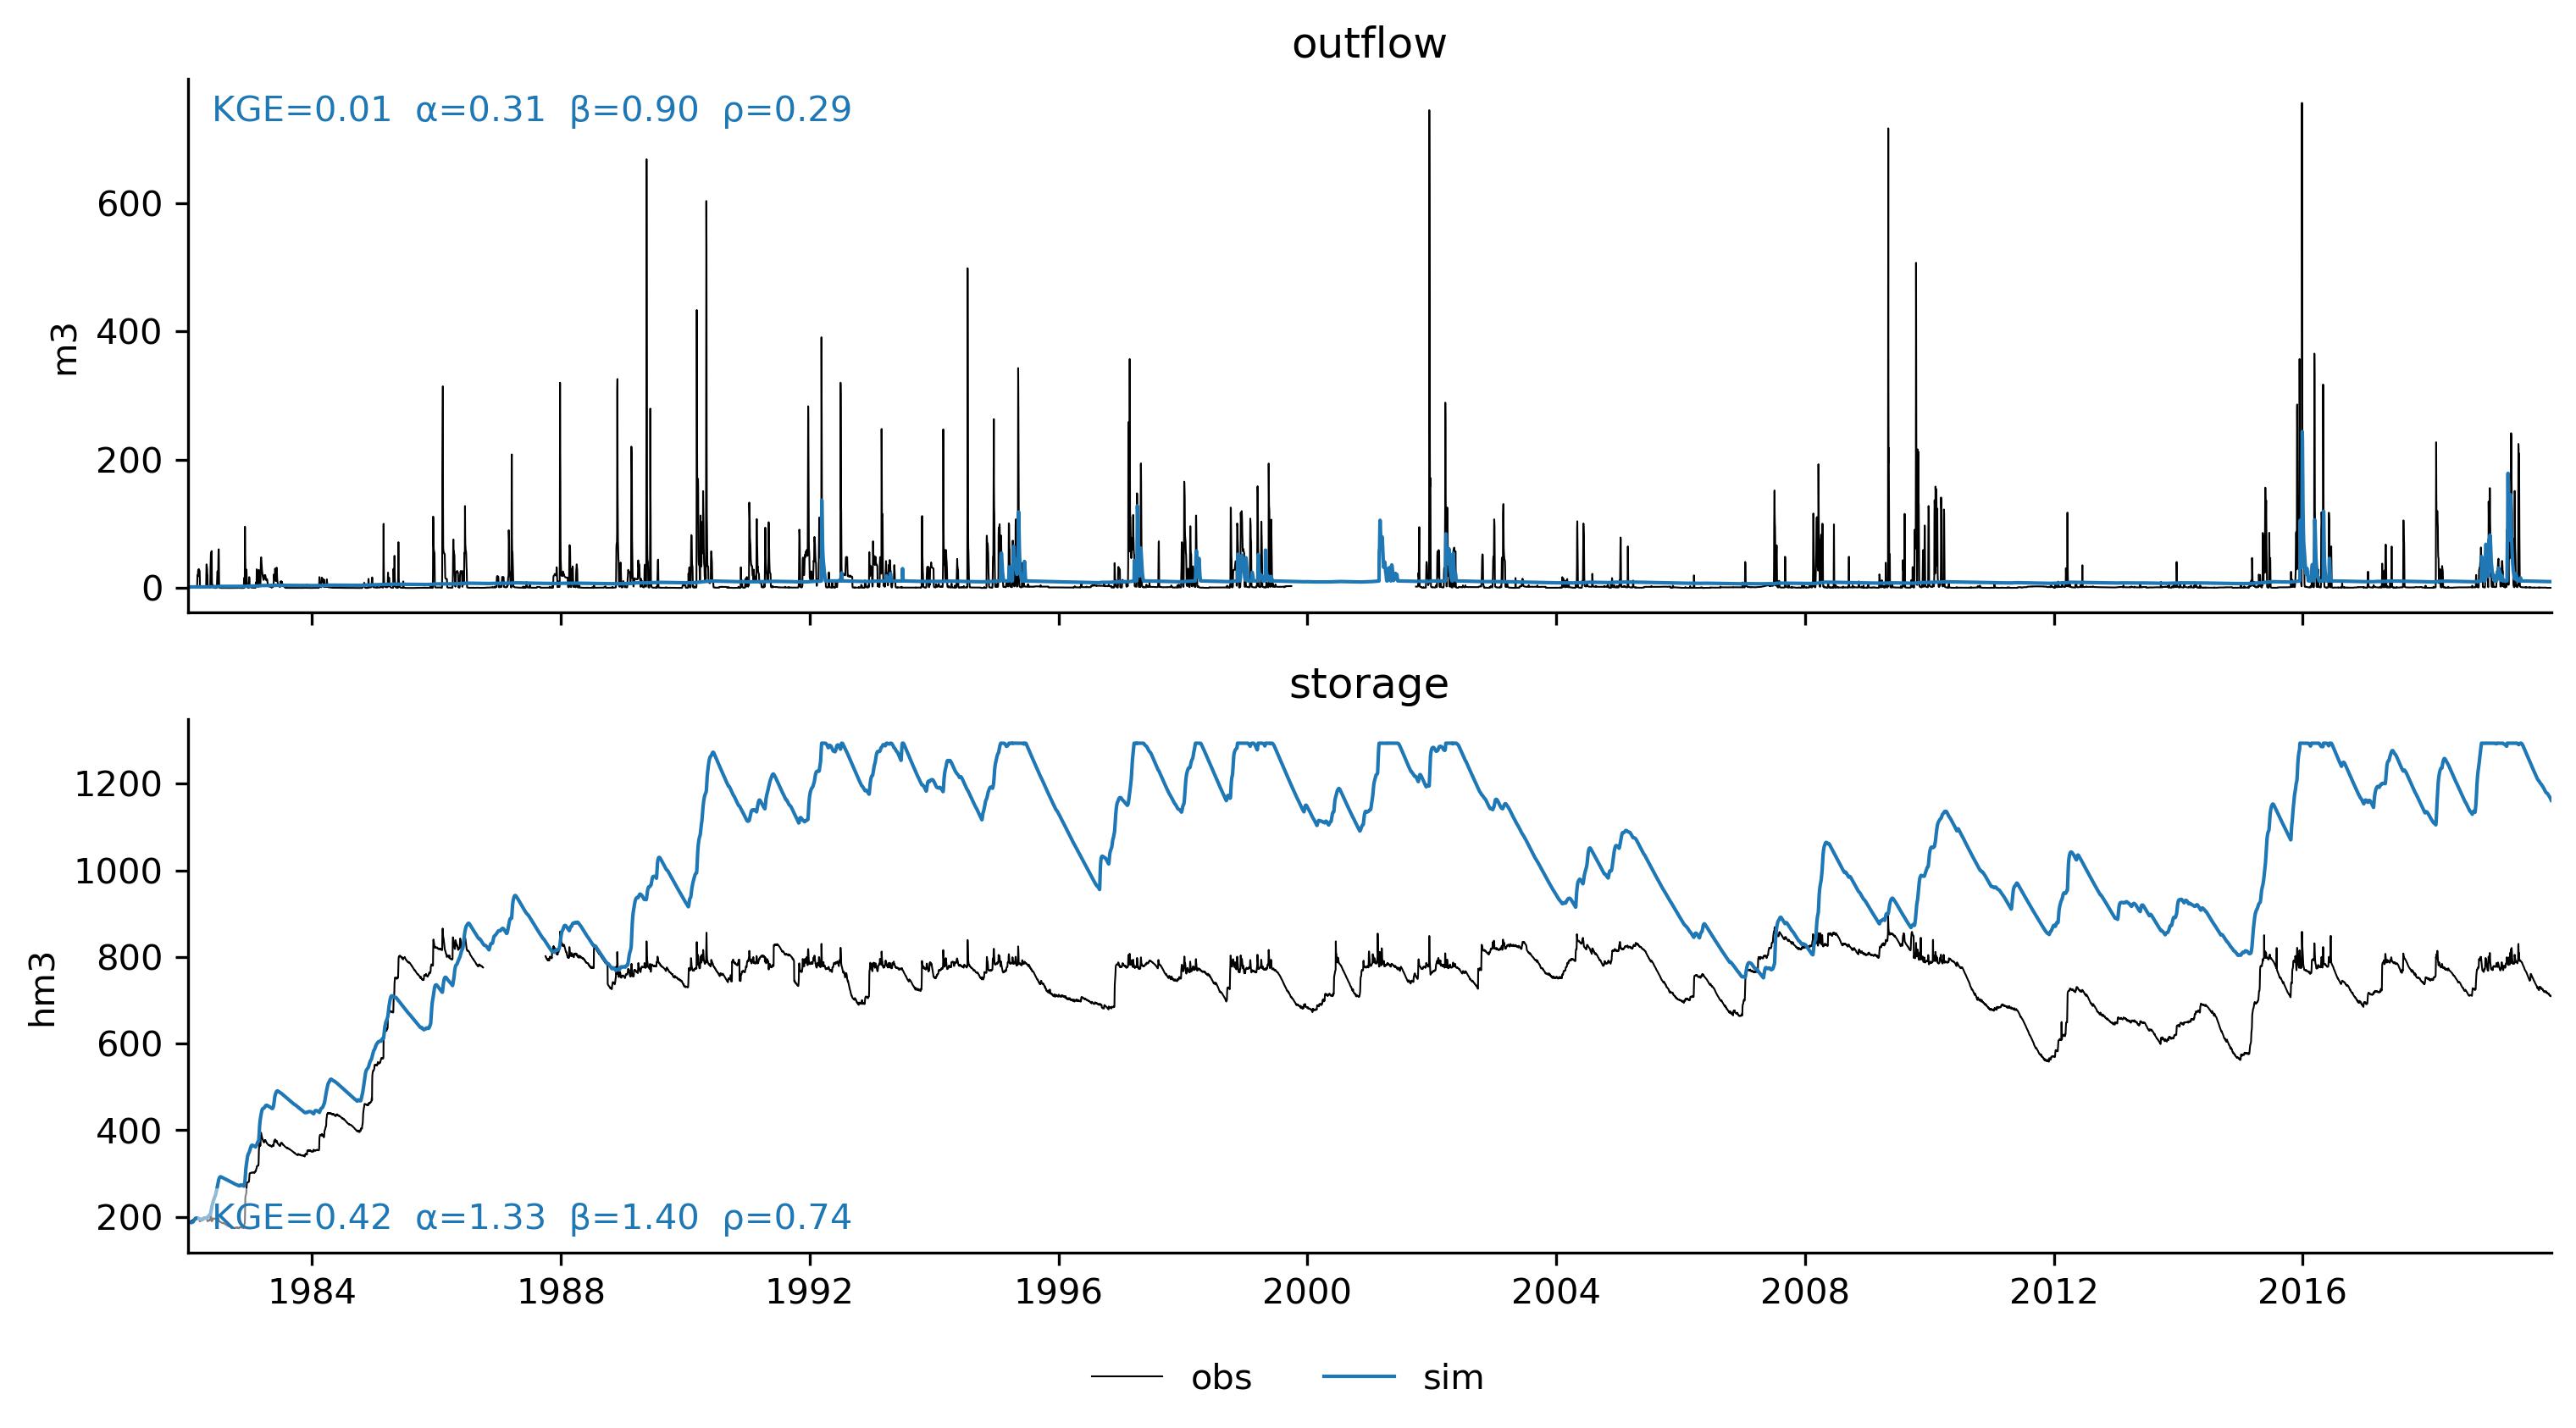 outflow
KGE=0.01 α=0.31 β=0.90 ρ=0.29
600
400
200
0
m3
storage
1200
1000
800
600
400
200
hm3
KGE=0.42 α=1.33 β=1.40 ρ=0.74
1984 1988 1992 1996 2000 2004 2008 2012 2016
obs sim